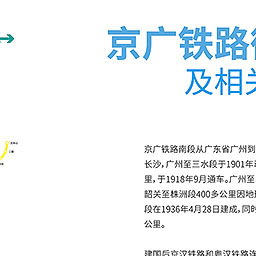 京广铁路
及相关
京广铁路南段从广东省广州到
长沙，广州至三水段于1901年
里，于1918年9月通车。广州至
韶关至株洲段400多公里因地
段在1936年4月28日建成，同时
公里。
建国后京汉铁路和粤汉铁路连